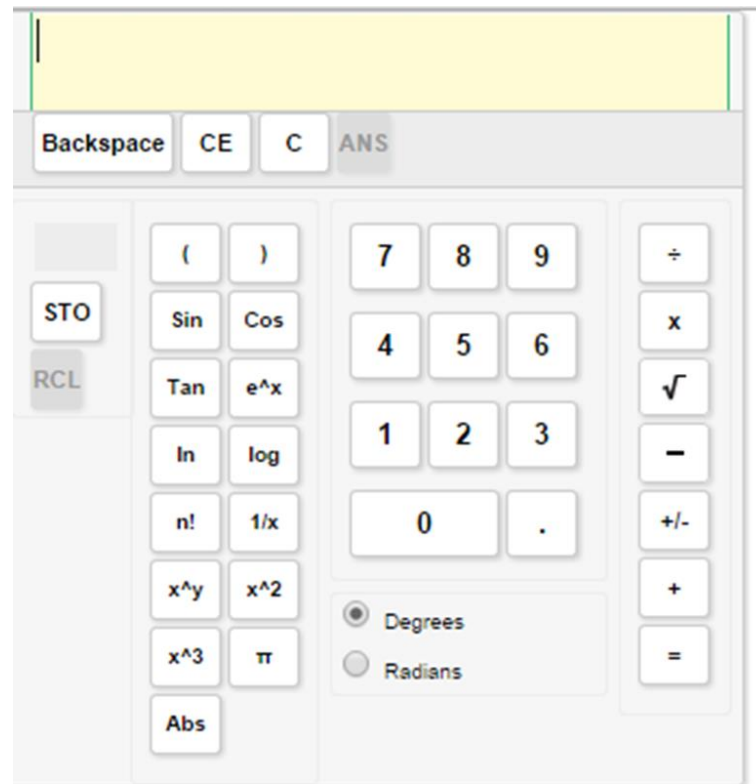 Backspace CE C ANS
( ) 7 8 9 ÷
STO Sin Cos 4 5 6 x
RCL Tan e^x √
ln log 1 2 3 −
n! 1/x 0 . +/-
x^y x^2 Degrees +
x^3 π Radians =
Abs